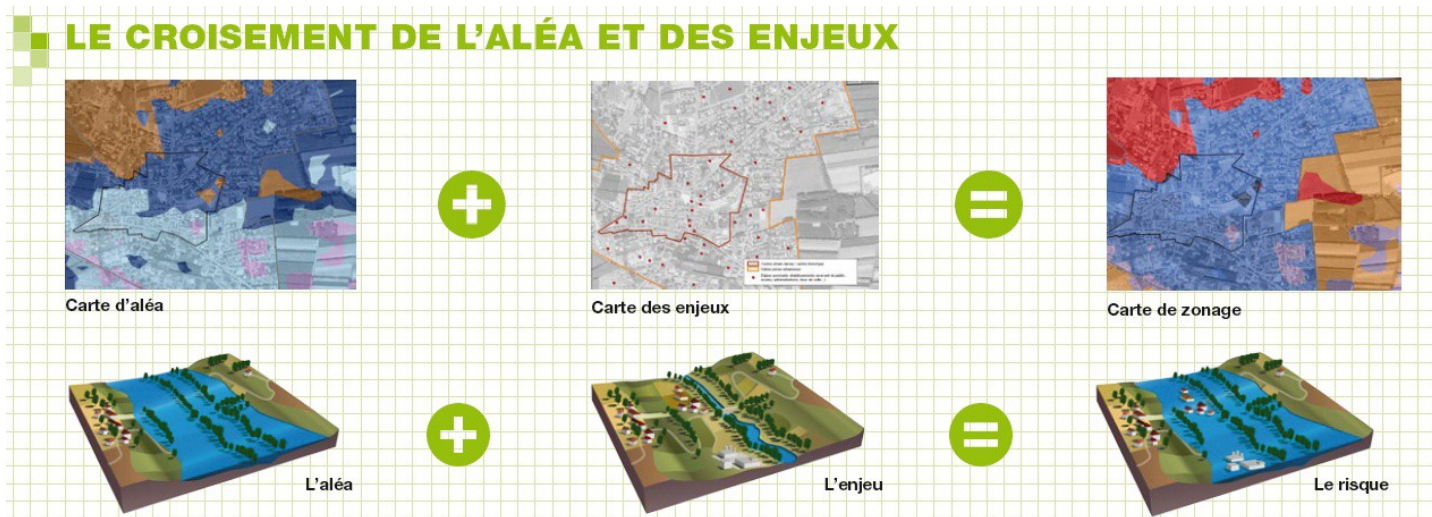 LE CROISEMENT DE L'ALÉA ET DES ENJEUX
Carte d'aléa
Carte des enjeux
Carte de zonage
L'aléa
L'enjeu
Le risque